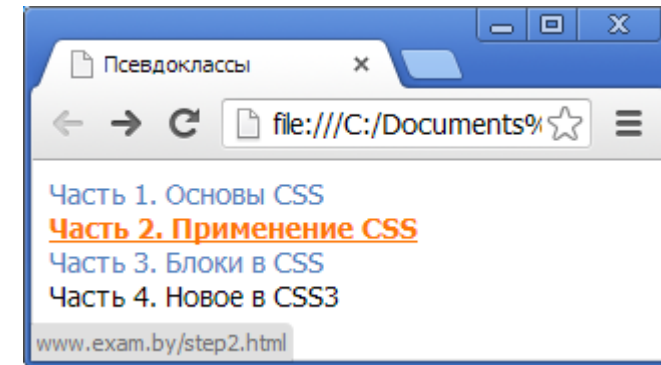 Псевдоклассы
file:///C:/Documents%
Часть 1. Основы CSS
Часть 2. Применение CSS
Часть 3. Блоки в CSS
Часть 4. Новое в CSS3
www.exam.by/step2.html